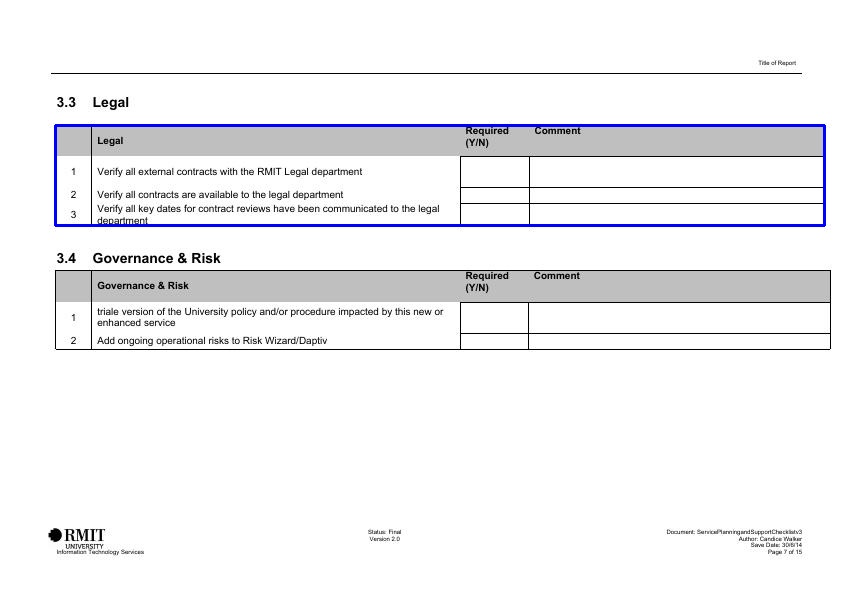 Title of Report
3.3 Legal
Legal
Required
(Y/N)
Comment
1 Verify all external contracts with the RMIT Legal department
2 Verify all contracts are available to the legal department
3 Verify all key dates for contract reviews have been communicated to the legal
department
3.4 Governance & Risk
Governance & Risk
Required
(Y/N)
Comment
1 triale version of the University policy and/or procedure impacted by this new or
enhanced service
2 Add ongoing operational risks to Risk Wizard/Daptiv
RMIT
UNIVERSITY
Information Technology Services
Status: Final
Version 2.0
Document: ServicePlanningandSupportChecklistv3
Author: Candice Walker
Save Date: 30/6/14
Page 7 of 15